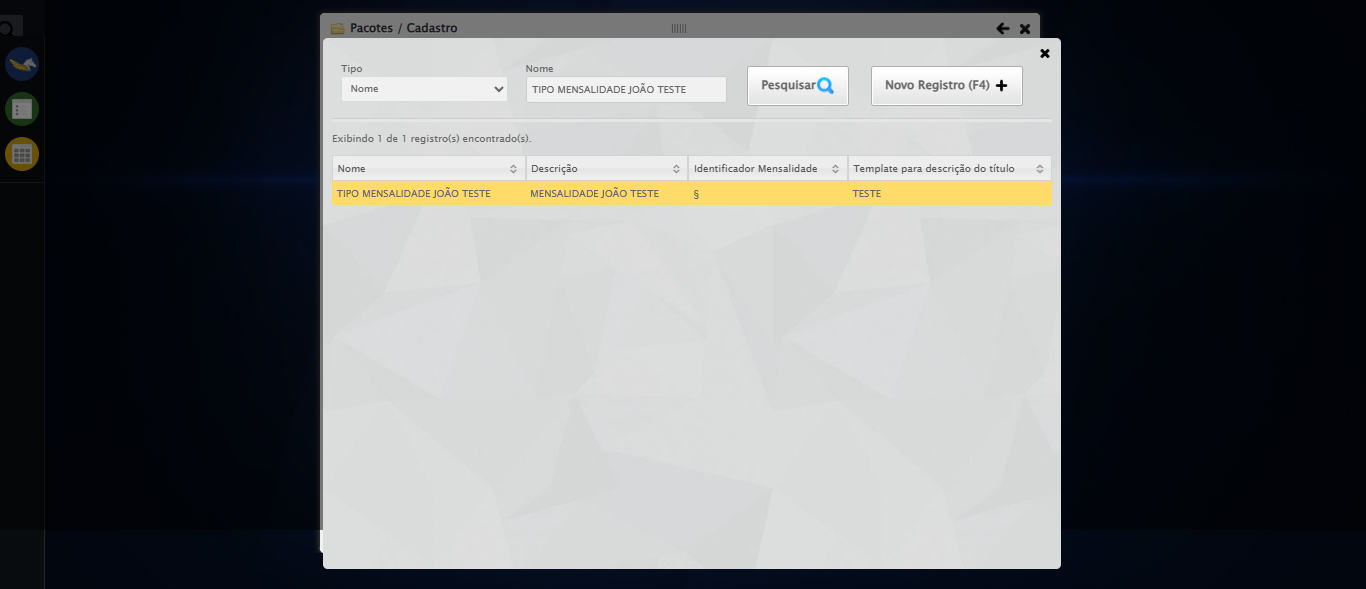 Pacotes / Cadastro
Tipo
Nome
Nome
TIPO MENSALIDADE JOÃO TESTE
Pesquisar
Novo Registro (F4)
Exibindo 1 de 1 registro(s) encontrado(s).
Nome Descrição Identificador Mensalidade Template para descrição do título
TIPO MENSALIDADE JOÃO TESTE MENSALIDADE JOÃO TESTE § TESTE